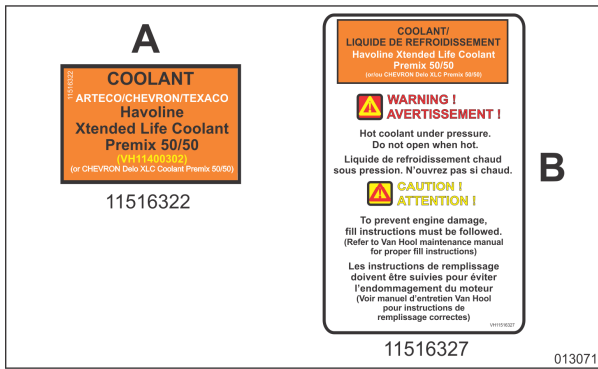 A
11516322
COOLANT
ARTECO/CHEVRON/TEXACO
Havoline
Xtended Life Coolant
Premix 50/50
(VH11400302)
(or CHEVRON Delo XLC Coolant Premix 50/50)
11516322
COOLANT/
LIQUIDE DE REFROIDISSEMENT
Havoline Xtended Life Coolant
Premix 50/50
(or/ou CHEVRON Delo XLC Premix 50/50)
WARNING !
AVERTISSEMENT !
Hot coolant under pressure.
Do not open when hot.
Liquide de refroidissement chaud
sous pression. N'ouvrez pas si chaud.
CAUTION !
ATTENTION !
To prevent engine damage,
fill instructions must be followed.
(Refer to Van Hool maintenance manual
for proper fill instructions)
Les instructions de remplissage
doivent être suivies pour éviter
l'endommagement du moteur
(Voir manuel d'entretien Van Hool
pour instructions de
remplissage correctes)
VH11516327
B
11516327
013071